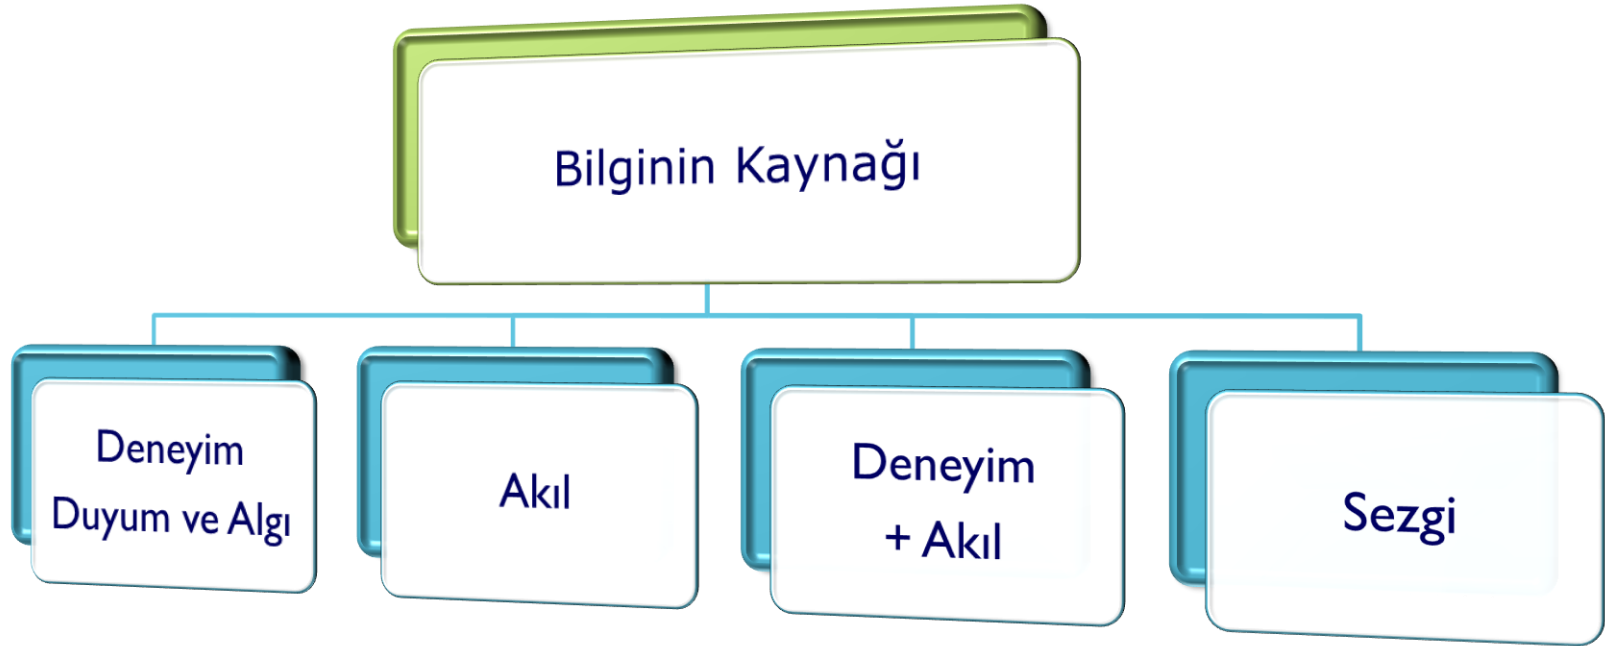 Bilginin Kaynağı
Deneyim
Duyum ve Algı
Akıl
Deneyim
+ Akıl
Sezgi